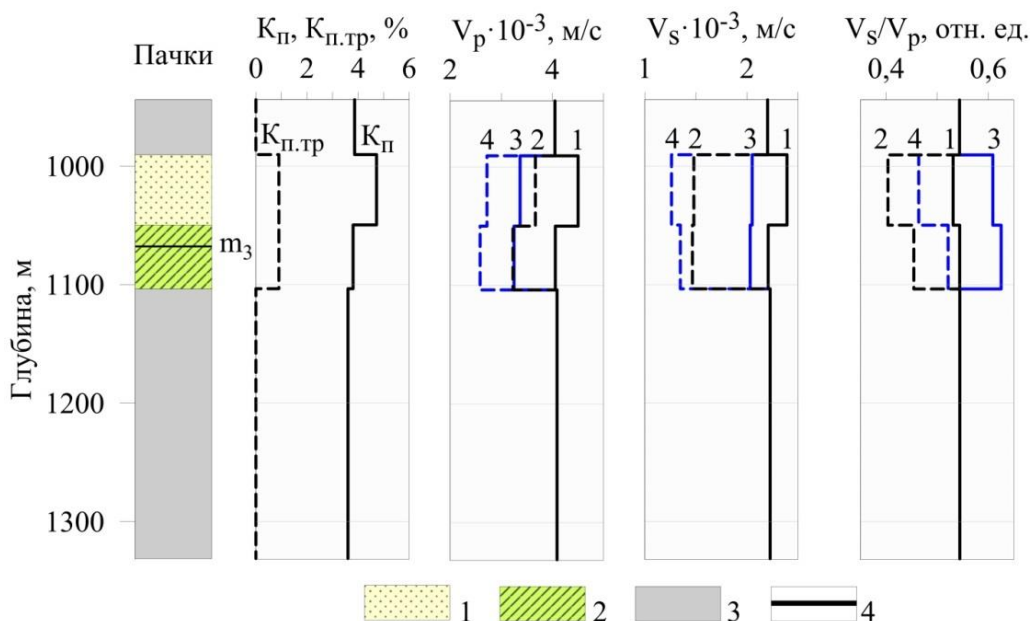 Пачки
Кп, Кп.тр, %
Vp·10⁻³, м/с
Vs·10⁻³, м/с
Vs/Vp, отн. ед.
0 2 4 6
2 4
1 2
0,4 0,6
Глубина, м
1000
1100
1200
1300
m₃
Кп.тр Кп
4 3 2 1
4 2 3 1
2 4 1 3
1 2 3 4